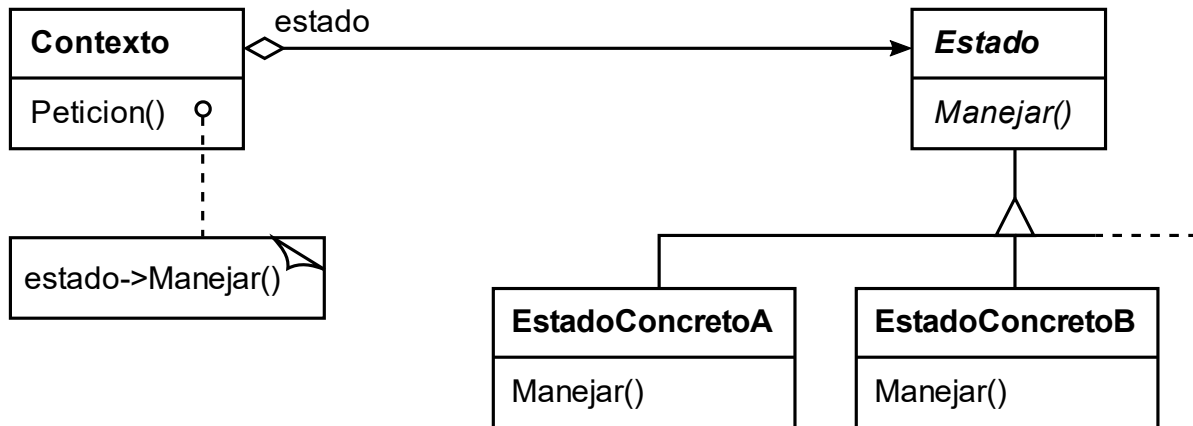 Contexto
Peticion()
estado
Estado
Manejar()
estado->Manejar()
EstadoConcretoA
Manejar()
EstadoConcretoB
Manejar()